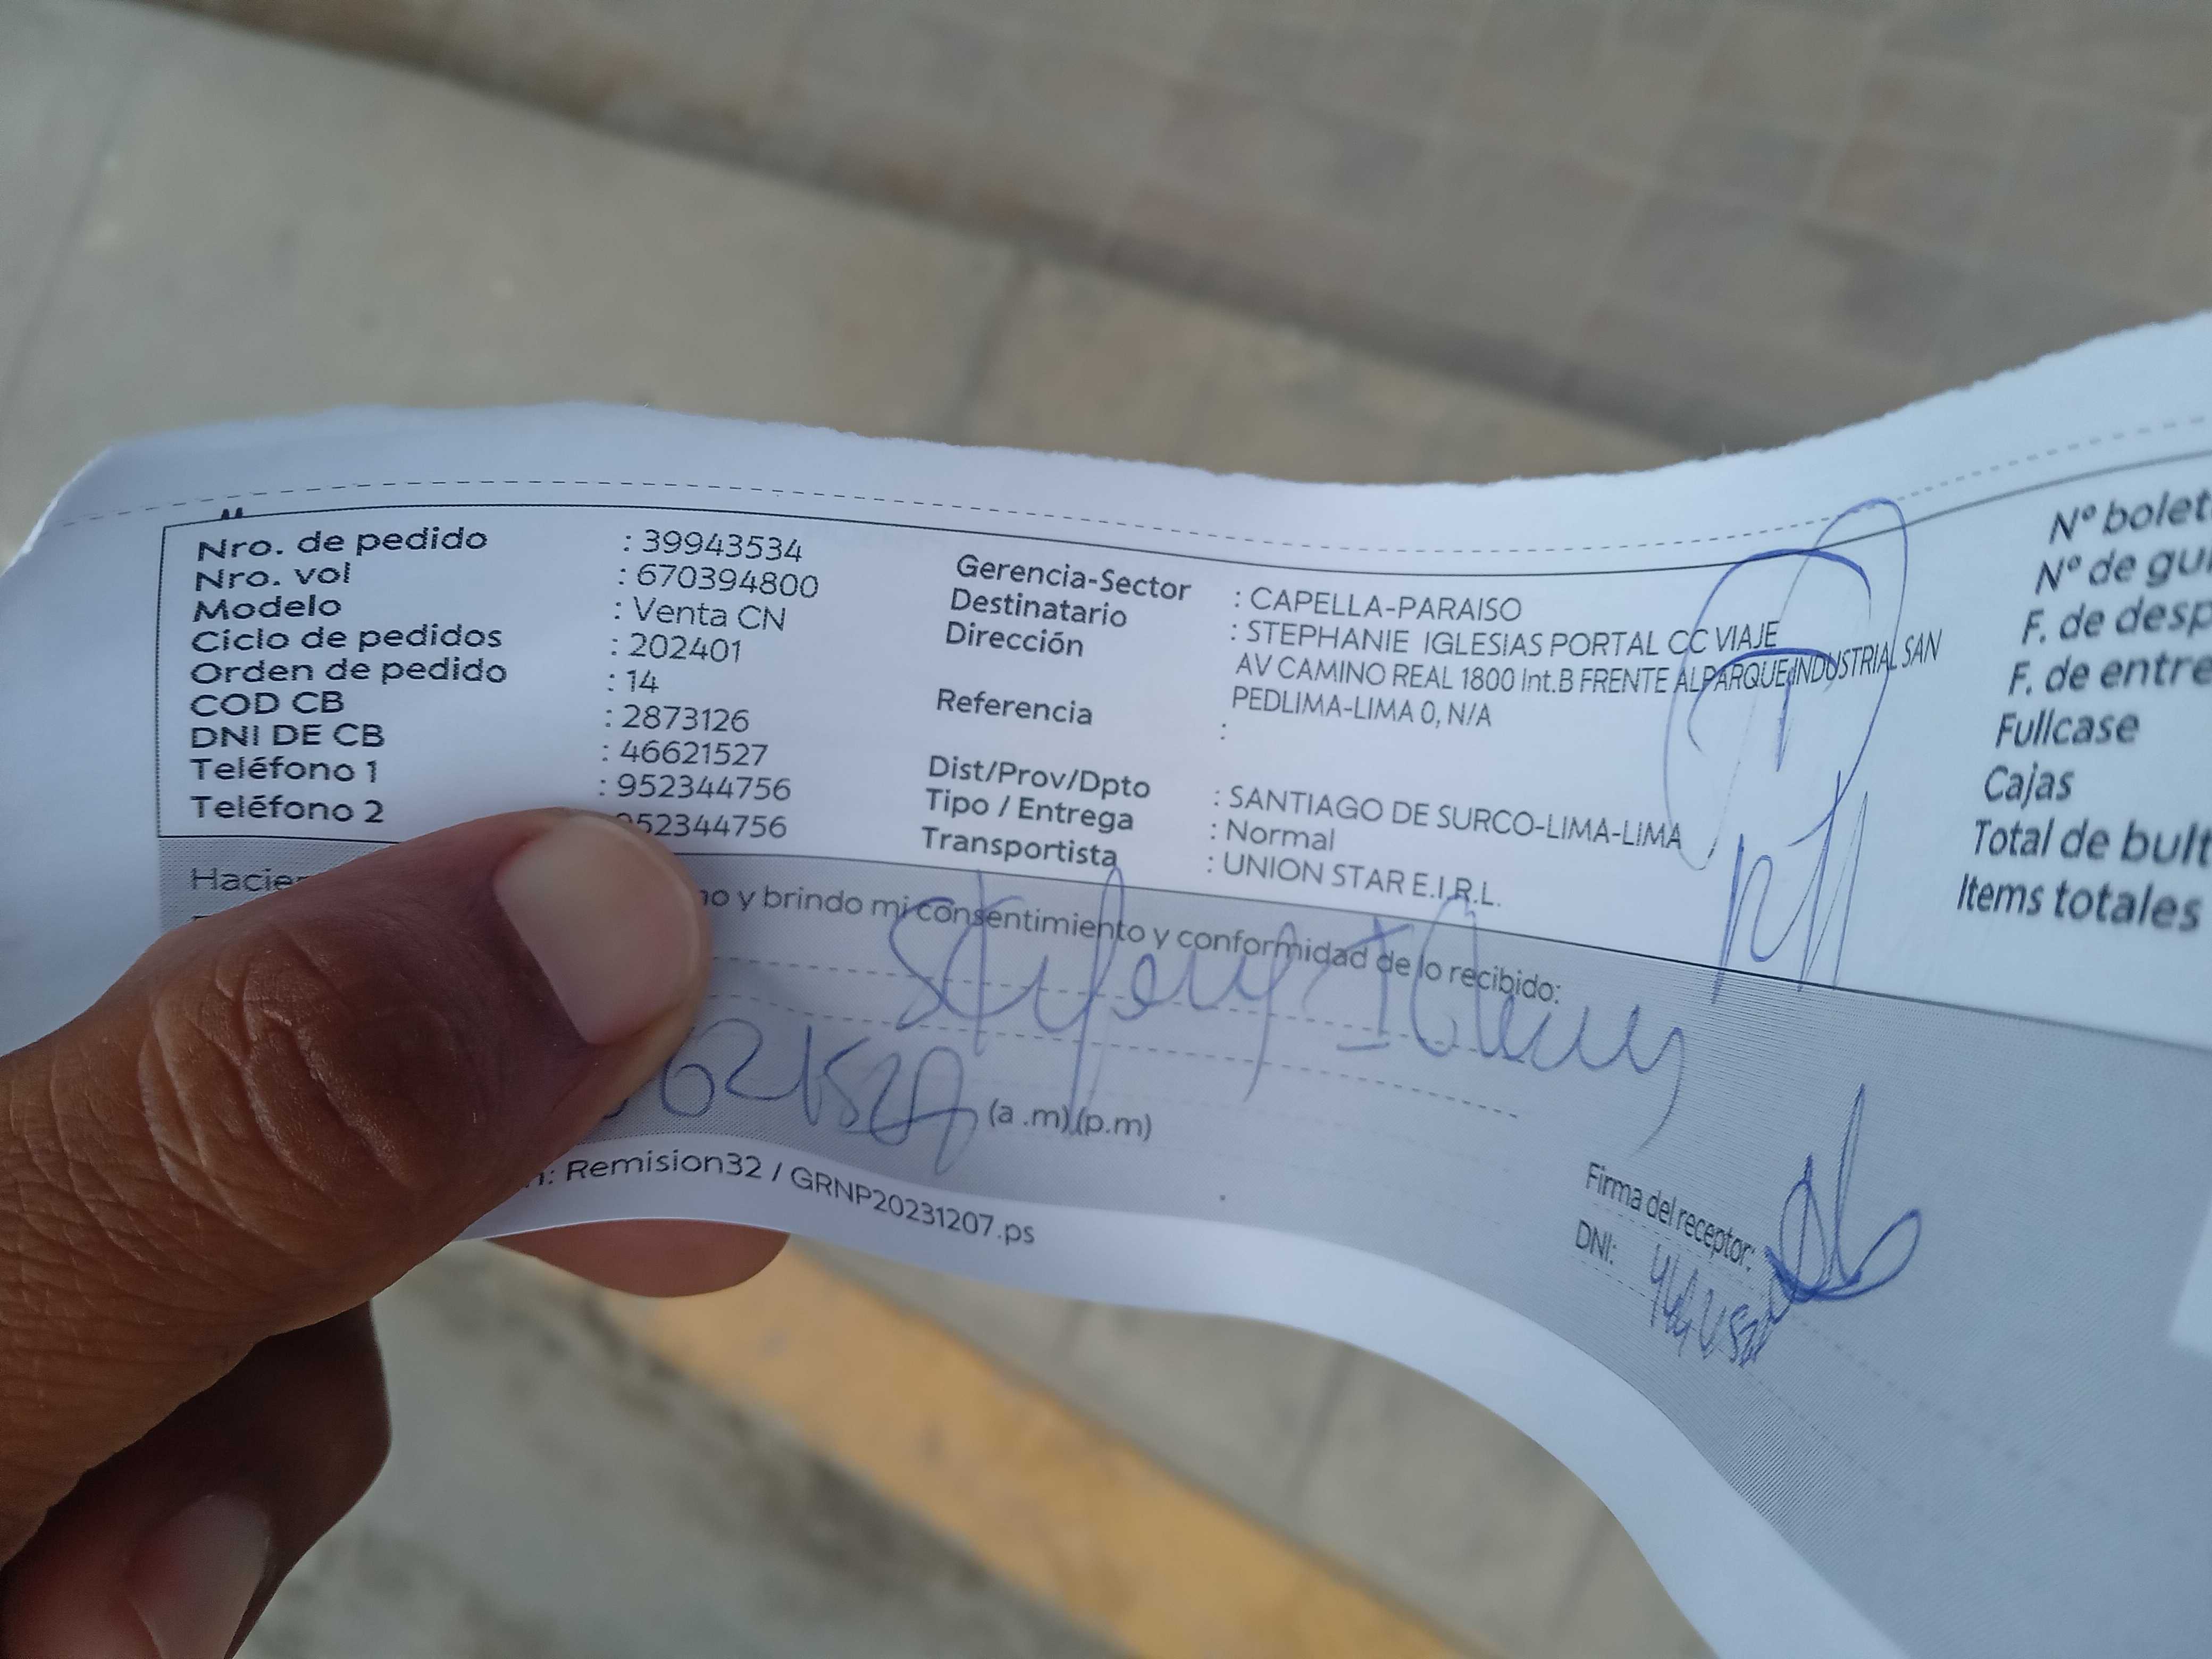 Nro. de pedido : 39943534
Nro. vol : 670394800
Modelo : Venta CN
Ciclo de pedidos : 202401
Orden de pedido : 14
COD CB : 2873126
DNI DE CB : 46621527
Teléfono 1 : 952344756
Teléfono 2 952344756
Gerencia-Sector : CAPELLA-PARAISO
Destinatario : STEPHANIE IGLESIAS PORTAL CC VIAJE
Dirección AV CAMINO REAL 1800 Int.B FRENTE AL PARQUE INDUSTRIAL SAN
PEDLIMA-LIMA 0, N/A
Referencia :
Dist/Prov/Dpto : SANTIAGO DE SURCO-LIMA-LIMA
Tipo / Entrega : Normal
Transportista : UNION STAR E.I.R.L.
Nº bolet
Nº de gui
F. de desp
F. de entre
Fullcase
Cajas
Total de bult
Items totales
Hacie
no y brindo mi consentimiento y conformidad de lo recibido:
621527 (a .m) (p.m)
Firma del receptor:
DNI:
n: Remision32 / GRNP20231207.ps